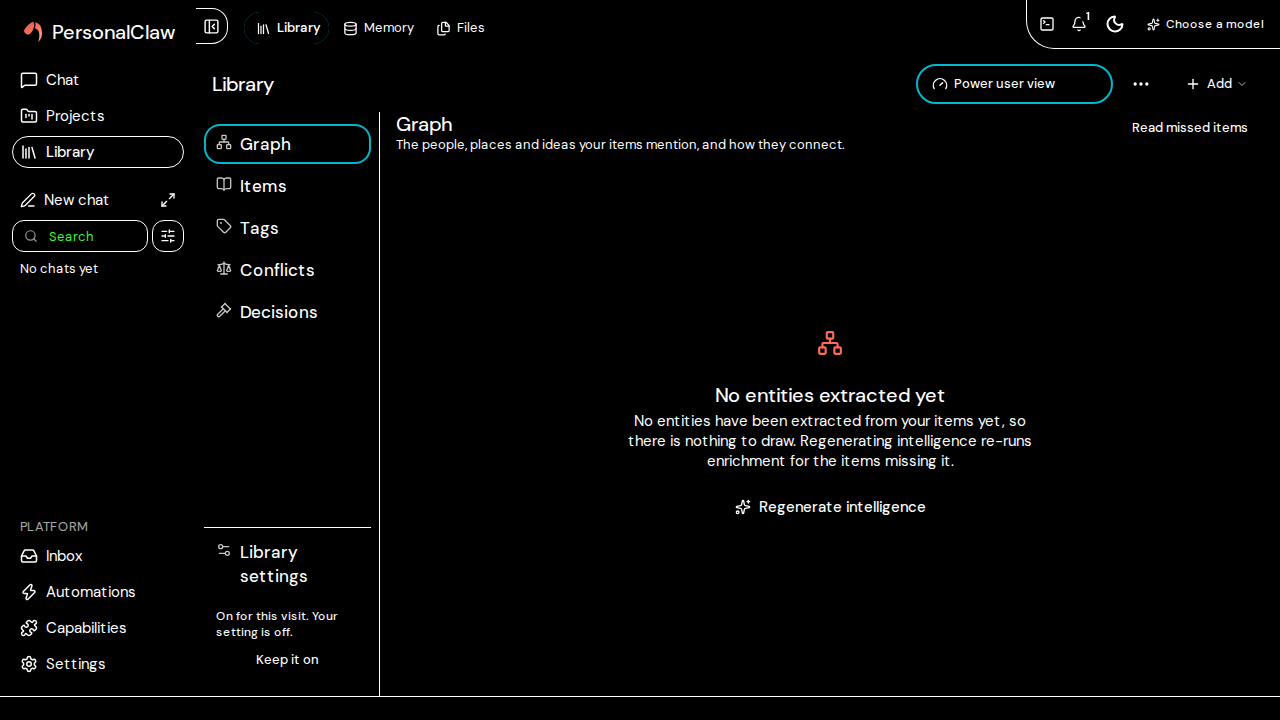 PersonalClaw
Library
Memory
Files
1
Choose a model
Chat
Projects
Library
New chat
Search
No chats yet
PLATFORM
Inbox
Automations
Capabilities
Settings
Library
Power user view
Add
Graph
Items
Tags
Conflicts
Decisions
Library
settings
On for this visit. Your
setting is off.
Keep it on
Graph
The people, places and ideas your items mention, and how they connect.
Read missed items
No entities extracted yet
No entities have been extracted from your items yet, so
there is nothing to draw. Regenerating intelligence re-runs
enrichment for the items missing it.
Regenerate intelligence